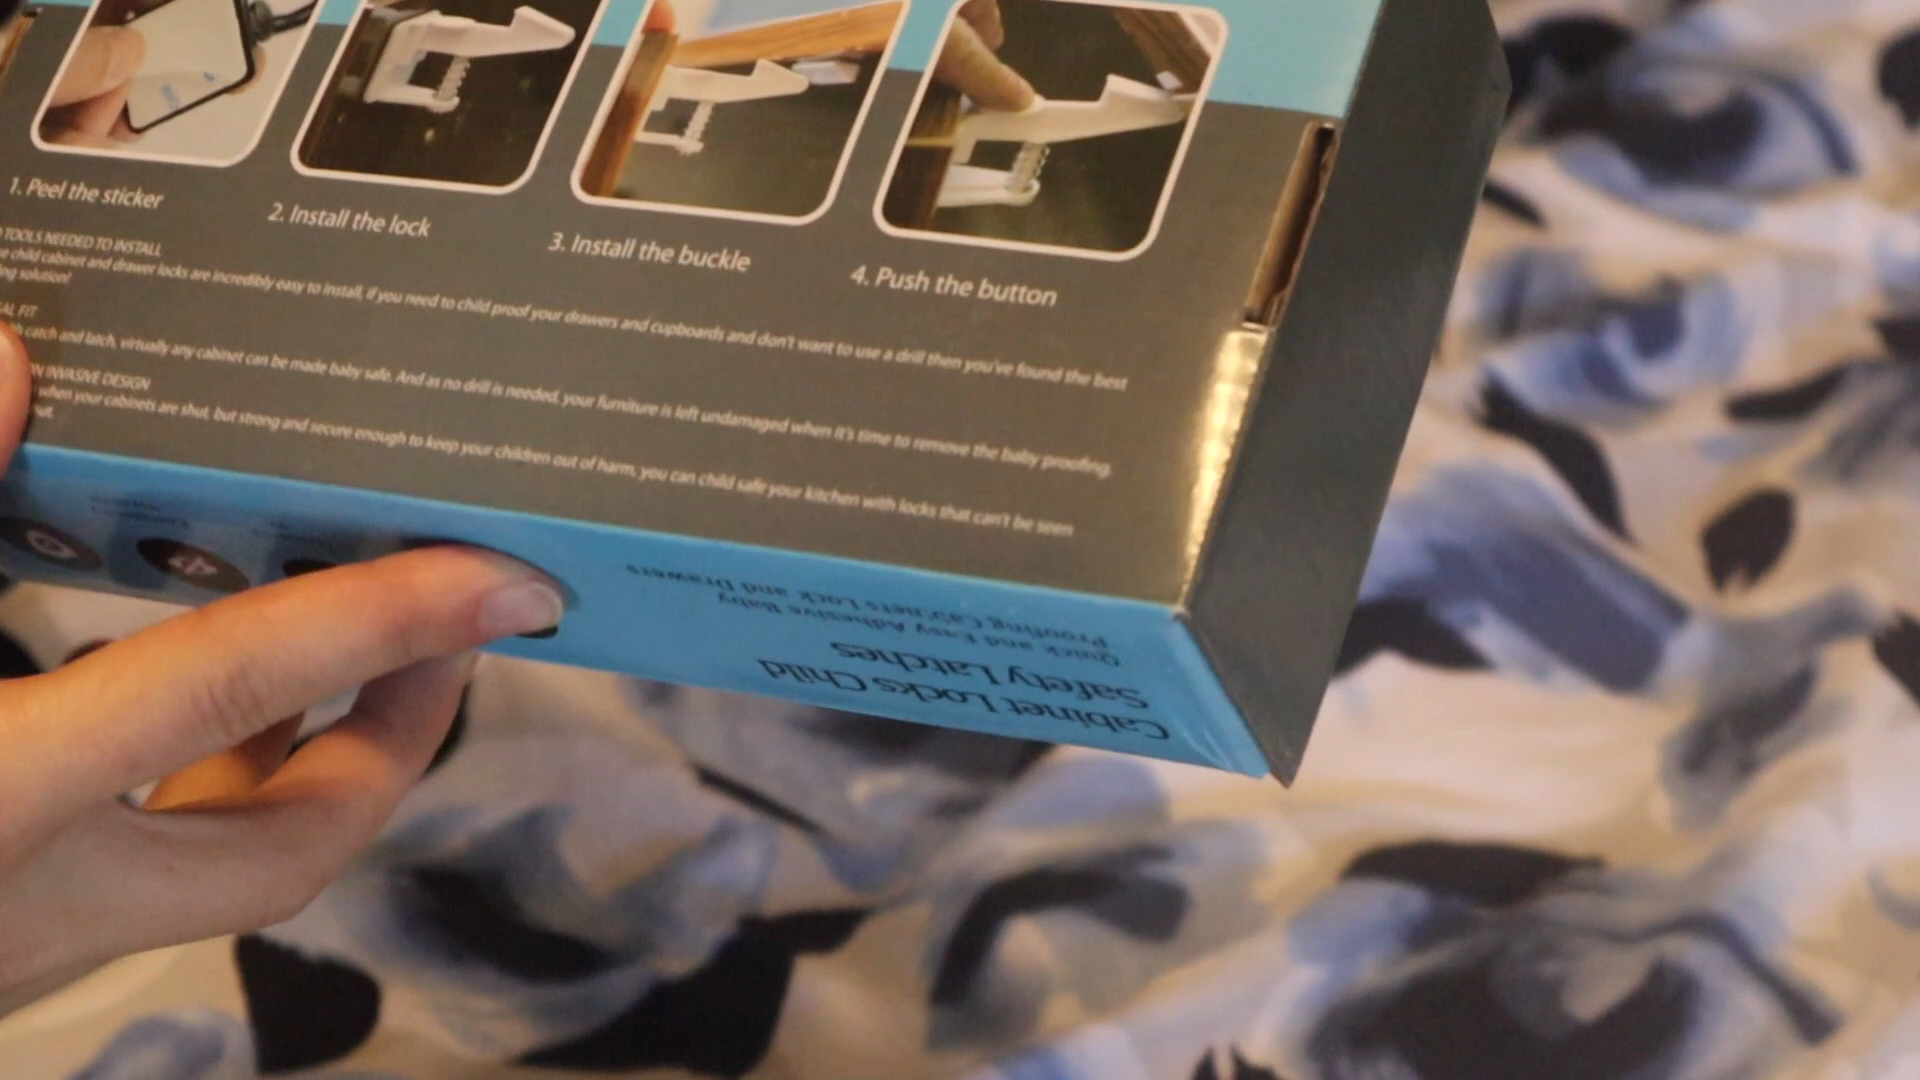 1. Peel the sticker
2. Install the lock
3. Install the buckle
4. Push the button
TOOLS NEEDED TO INSTALL
child cabinet and drawer locks are incredibly easy to install, if you need to child proof your drawers and cupboards and don't want to use a drill then you've found the best
ing solution!
AL FIT
catch and latch, virtually any cabinet can be made baby safe. And as no drill is needed, your furniture is left undamaged when it's time to remove the baby proofing.
INVASIVE DESIGN
when your cabinets are shut, but strong and secure enough to keep your children out of harm, you can child safe your kitchen with locks that can't be seen
Cabinet Locks Child
Safety Latches
Quick and Easy Adhesive Baby
Proofing Cabinets Lock and Drawers